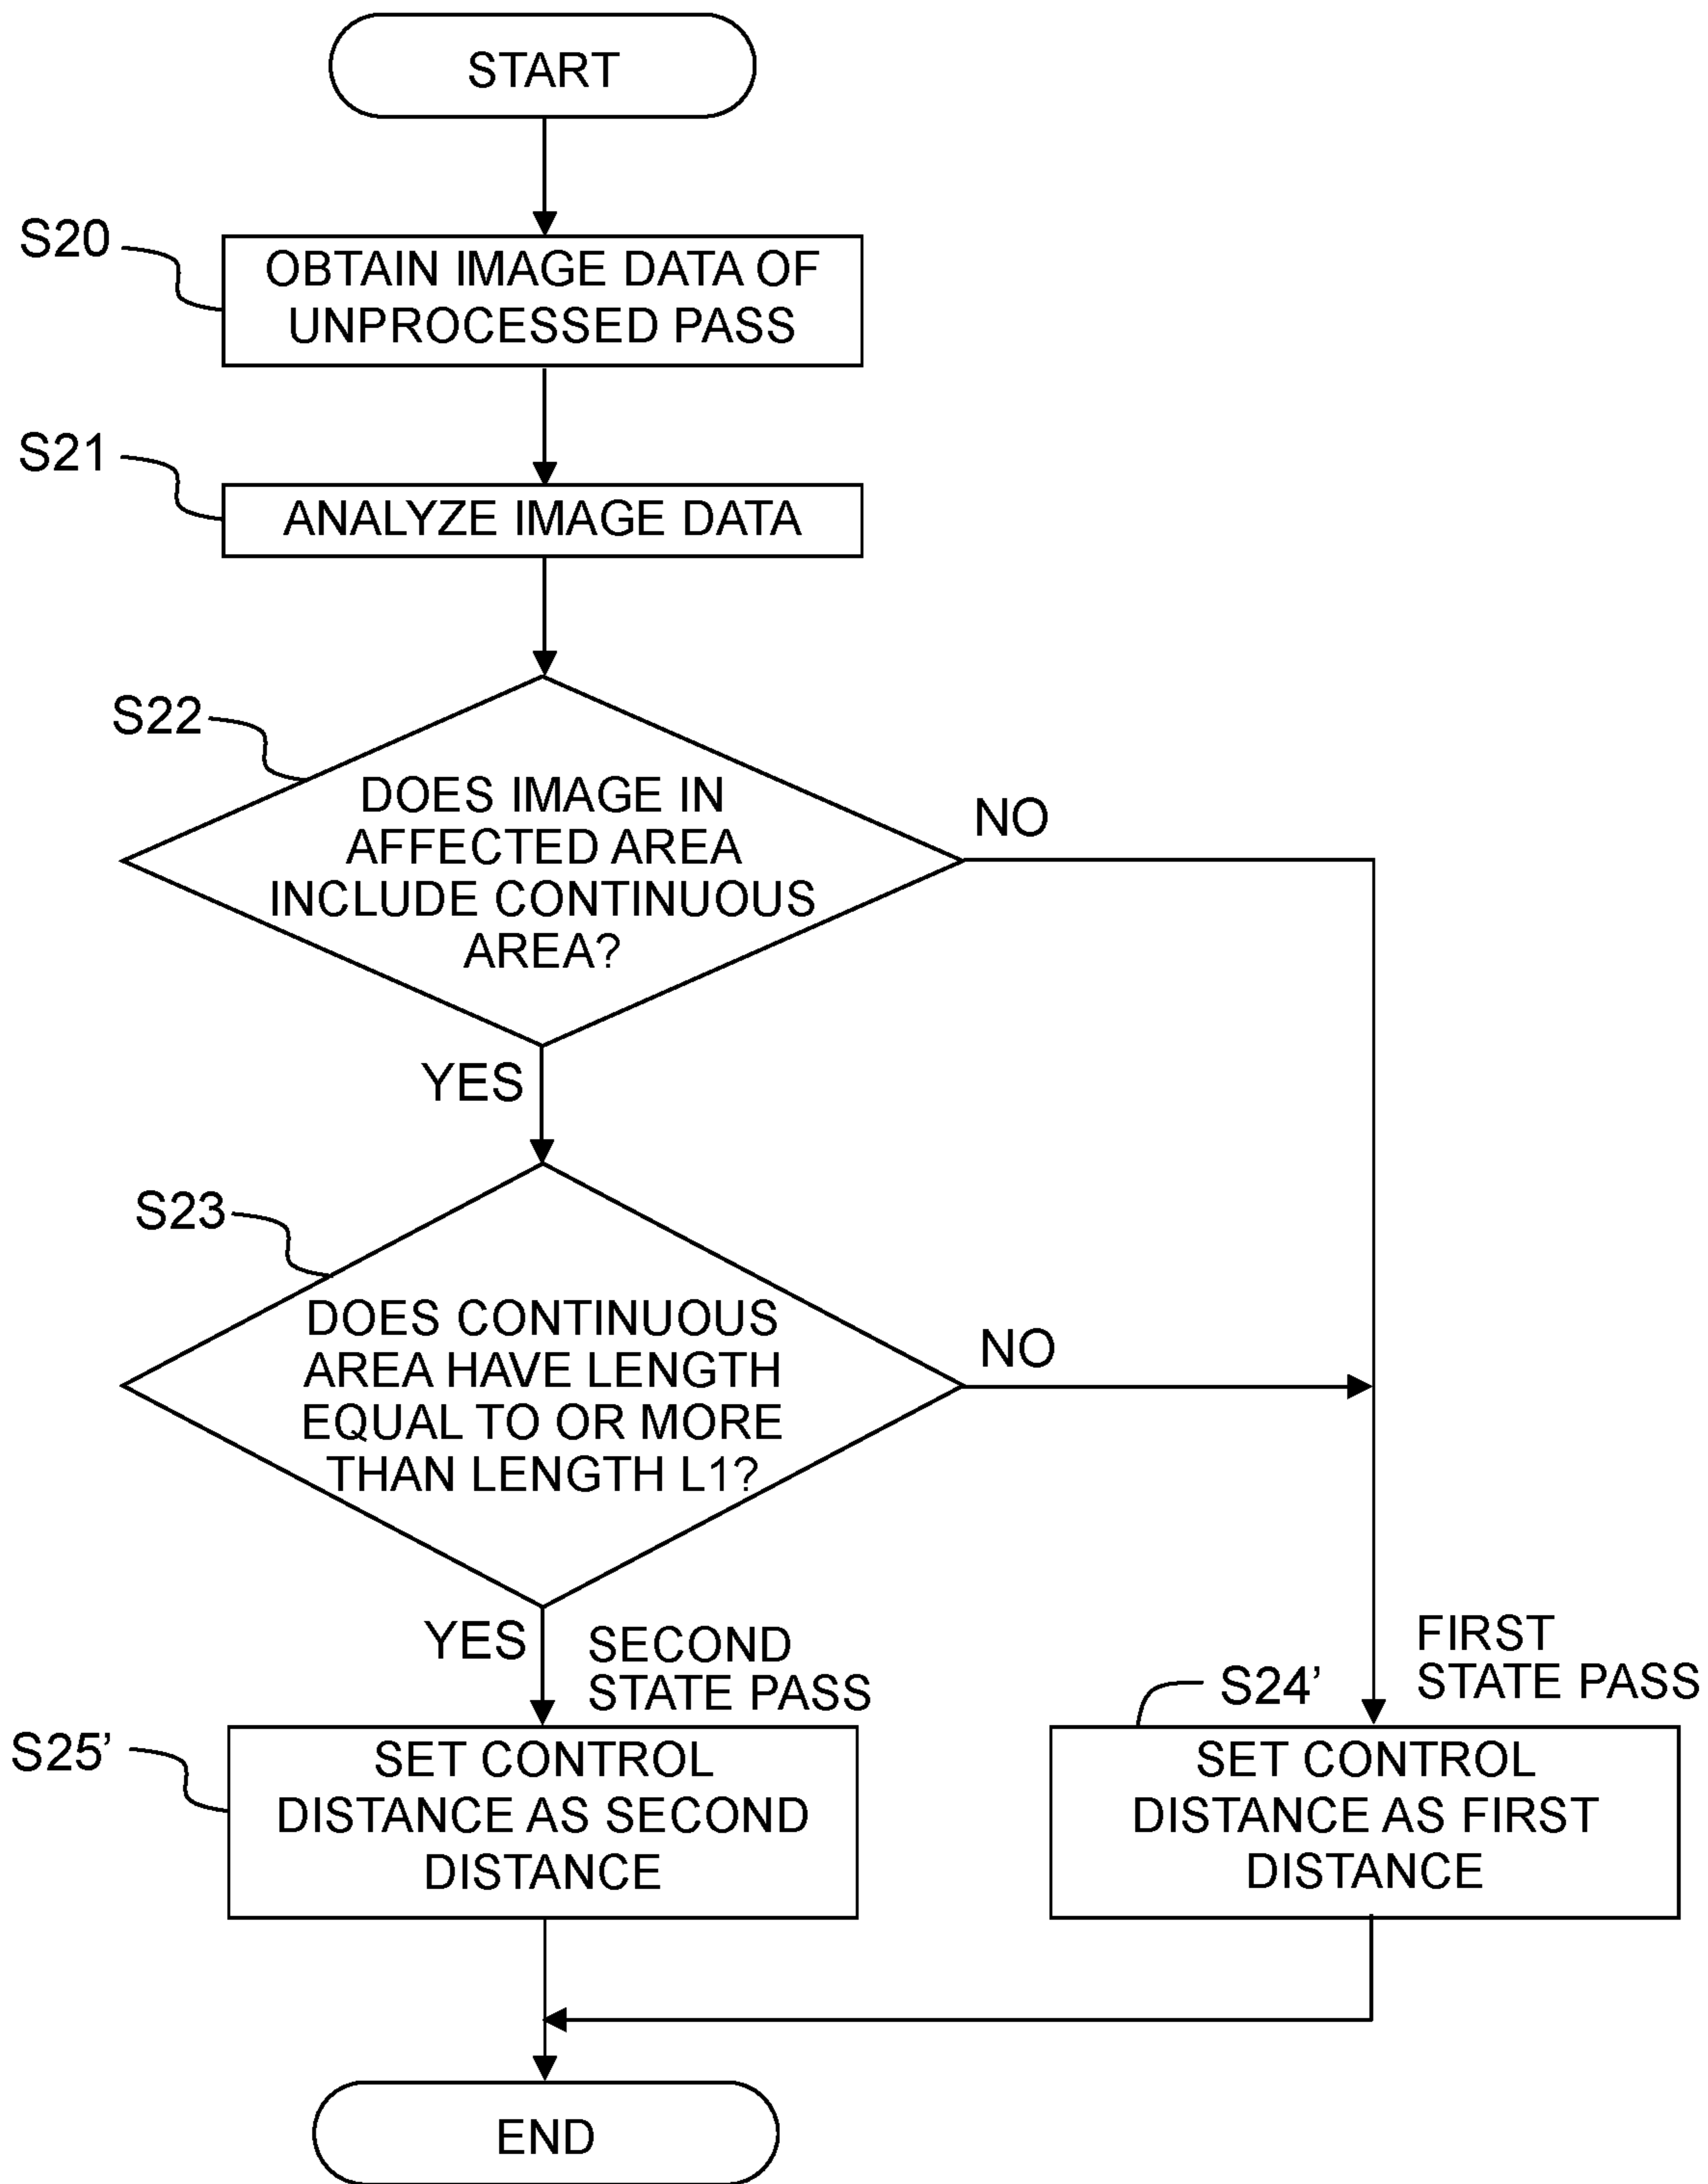 START
S20
OBTAIN IMAGE DATA OF
UNPROCESSED PASS
S21
ANALYZE IMAGE DATA
S22
DOES IMAGE IN
AFFECTED AREA
INCLUDE CONTINUOUS
AREA?
NO
YES
S23
DOES CONTINUOUS
AREA HAVE LENGTH
EQUAL TO OR MORE
THAN LENGTH L1?
NO
YES
SECOND
STATE PASS
S25’
SET CONTROL
DISTANCE AS SECOND
DISTANCE
FIRST
STATE PASS
S24’
SET CONTROL
DISTANCE AS FIRST
DISTANCE
END